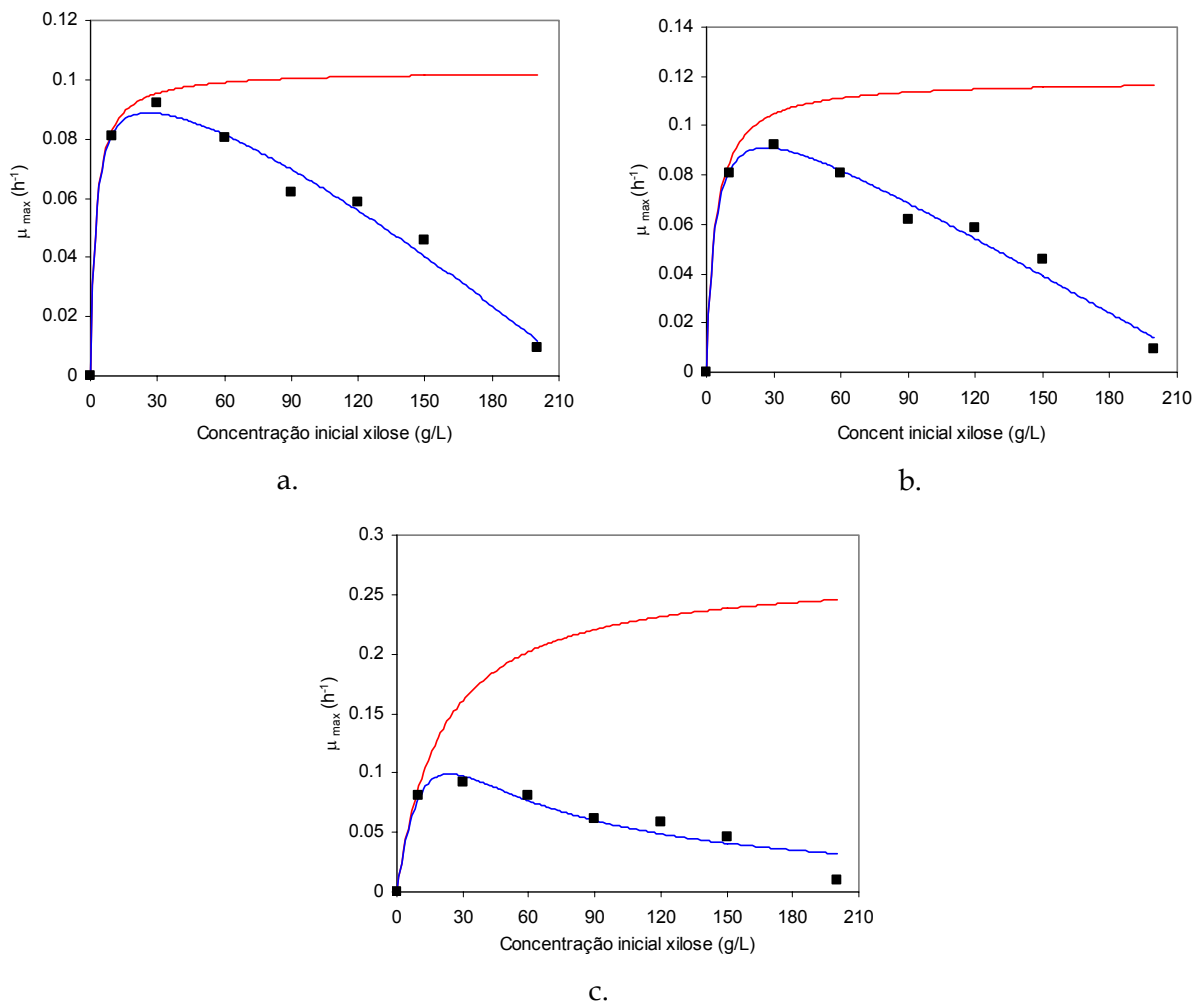 0.12
0.1
0.08
0.06
0.04
0.02
0
μ max (h-1)
0 30 60 90 120 150 180 210
Concentração inicial xilose (g/L)
a.
0.14
0.12
0.1
0.08
0.06
0.04
0.02
0
μ max (h-1)
0 30 60 90 120 150 180 210
Concent inicial xilose (g/L)
b.
0.3
0.25
0.2
0.15
0.1
0.05
0
μ max (h-1)
0 30 60 90 120 150 180 210
Concentração inicial xilose (g/L)
c.